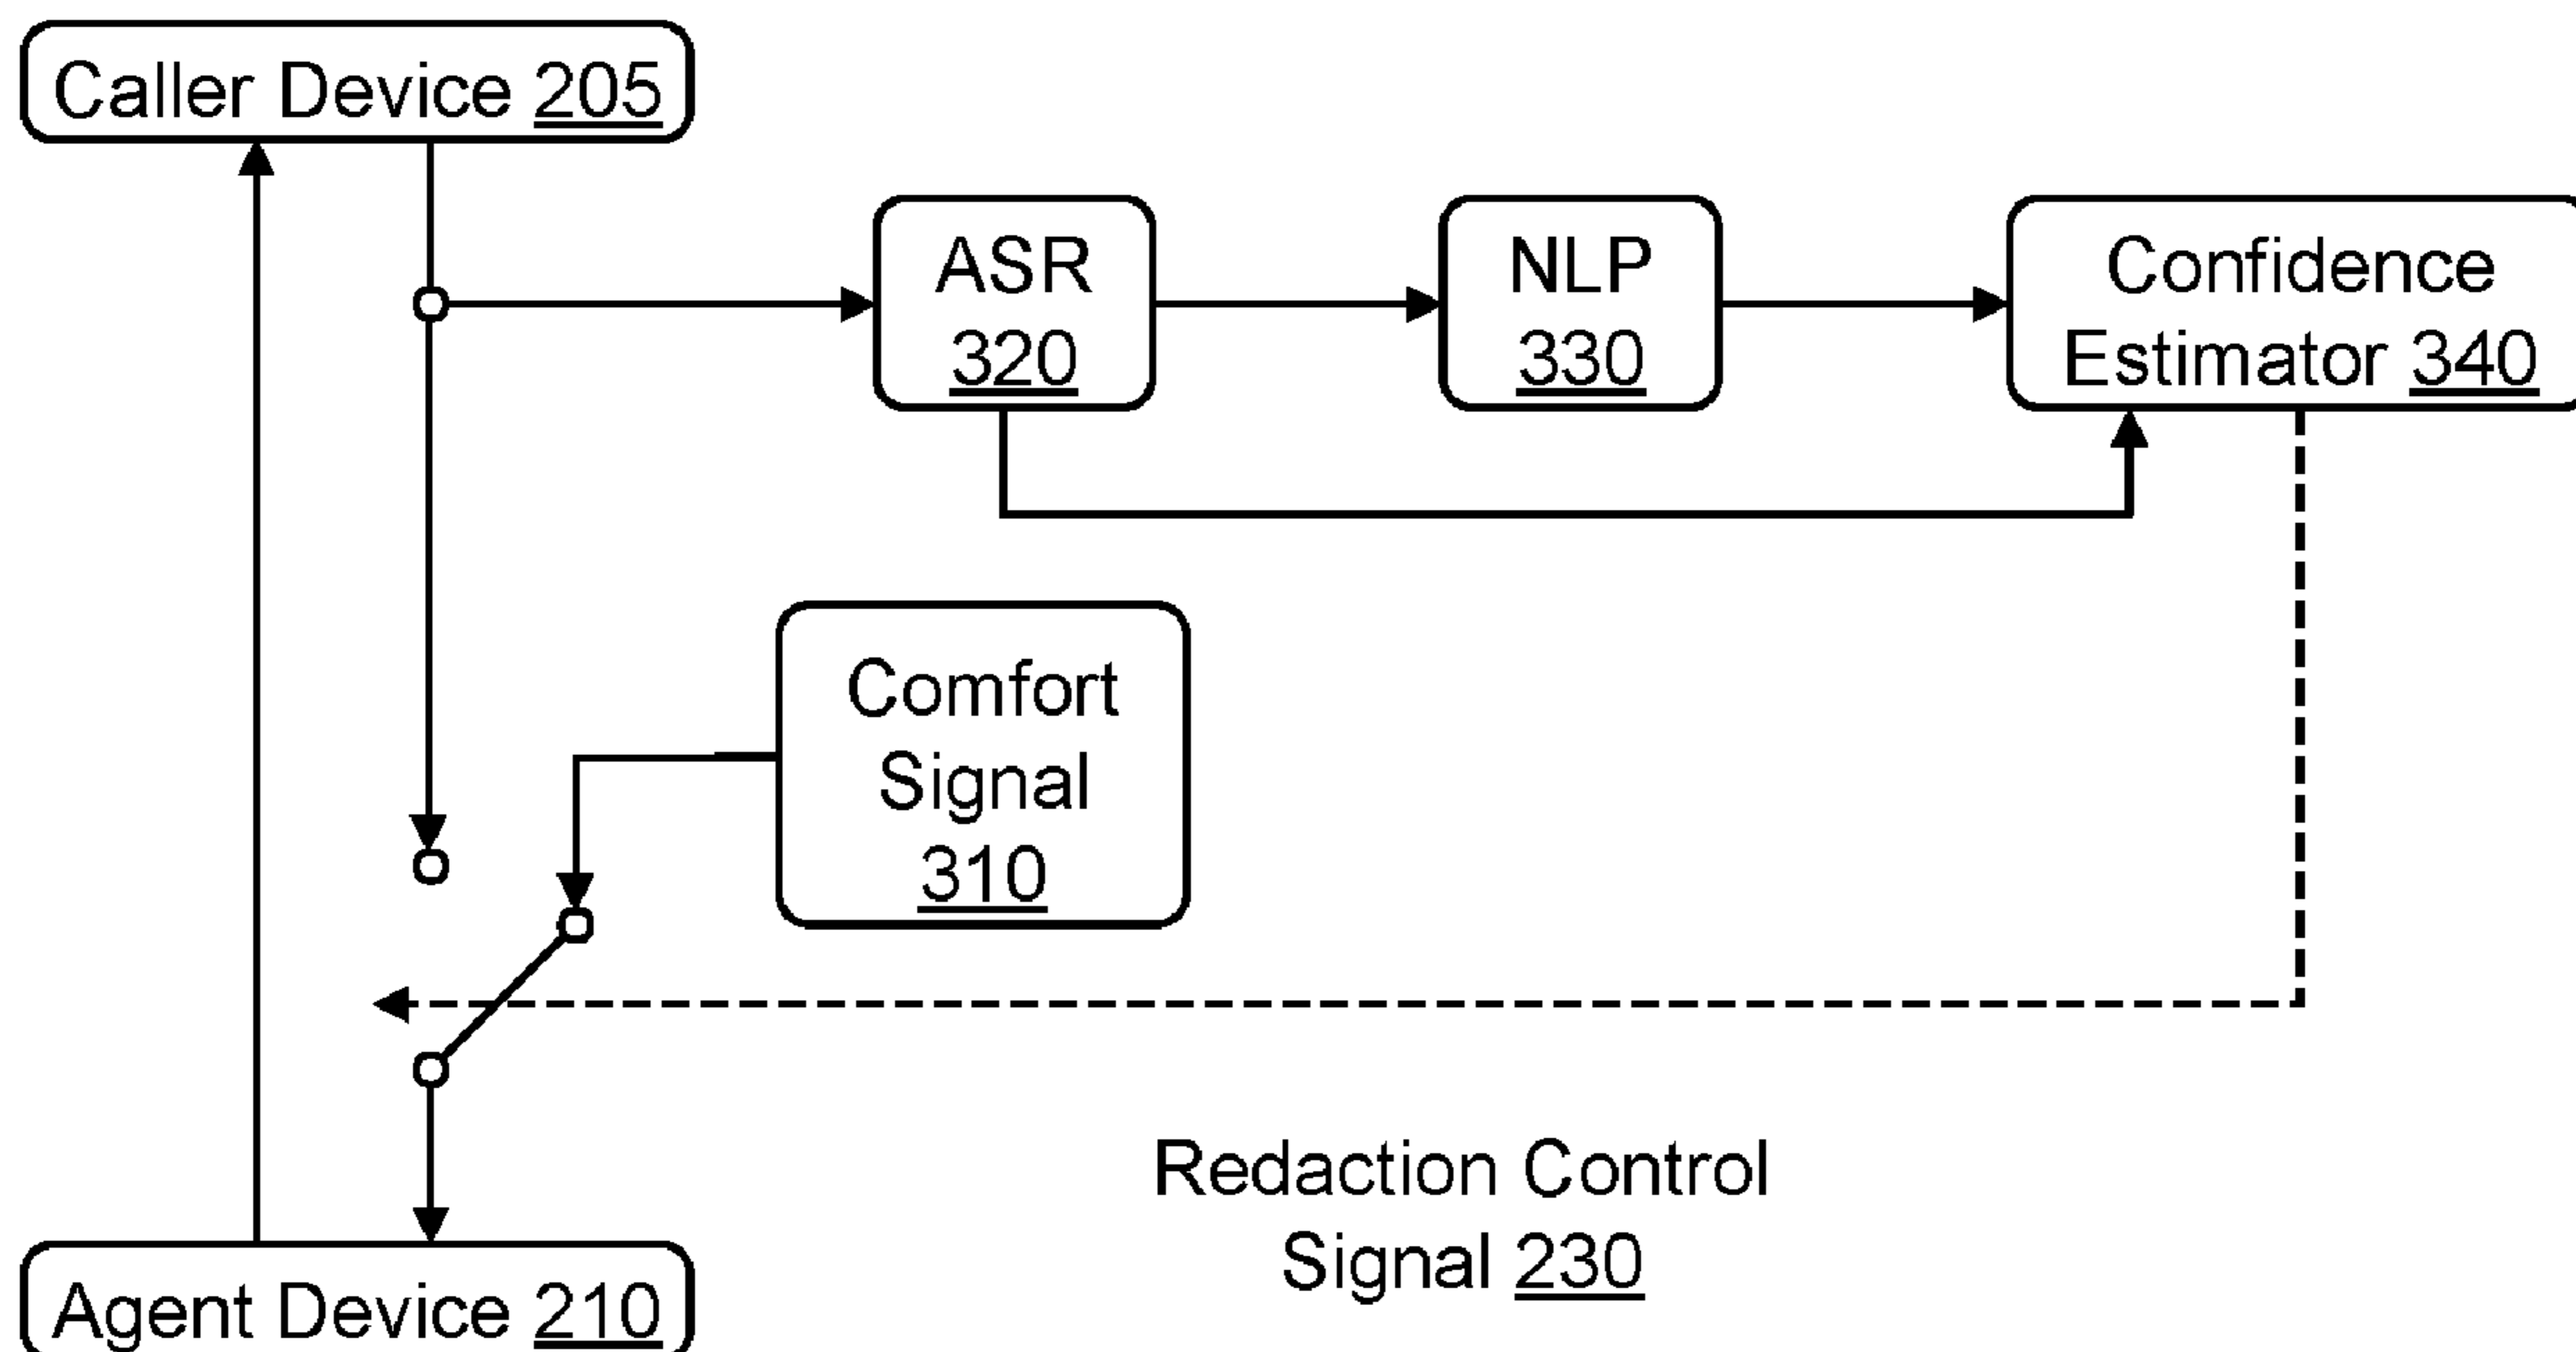 Caller Device 205
ASR
320
NLP
330
Confidence
Estimator 340
Comfort
Signal
310
Redaction Control
Signal 230
Agent Device 210